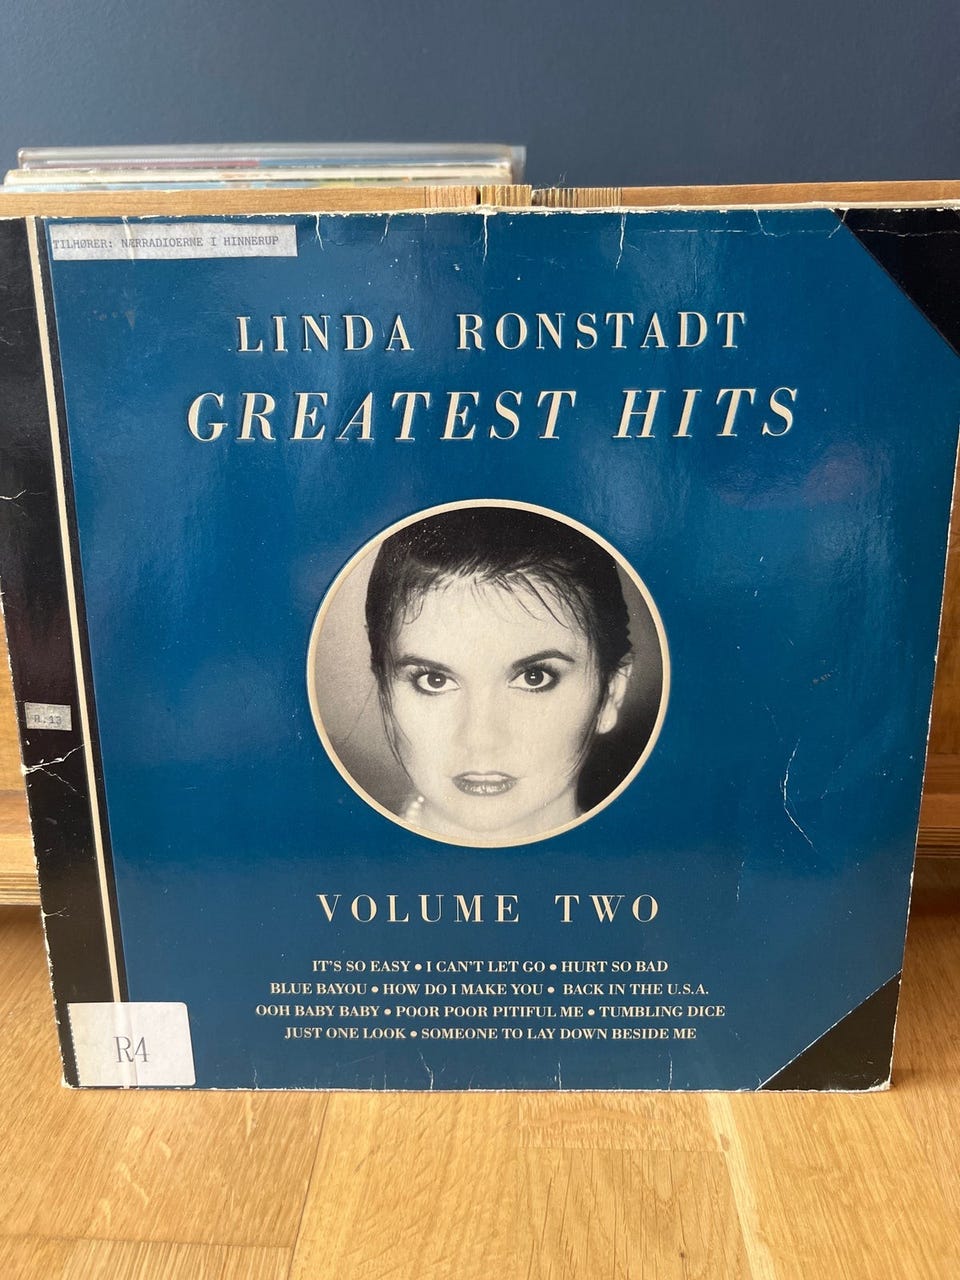 TILHØRER: NÆRRADIOERNE I HINNERUP
LINDA RONSTADT
GREATEST HITS
VOLUME TWO
IT'S SO EASY • I CAN'T LET GO • HURT SO BAD
BLUE BAYOU • HOW DO I MAKE YOU • BACK IN THE U.S.A.
OOH BABY BABY • POOR POOR PITIFUL ME • TUMBLING DICE
JUST ONE LOOK • SOMEONE TO LAY DOWN BESIDE ME
R4